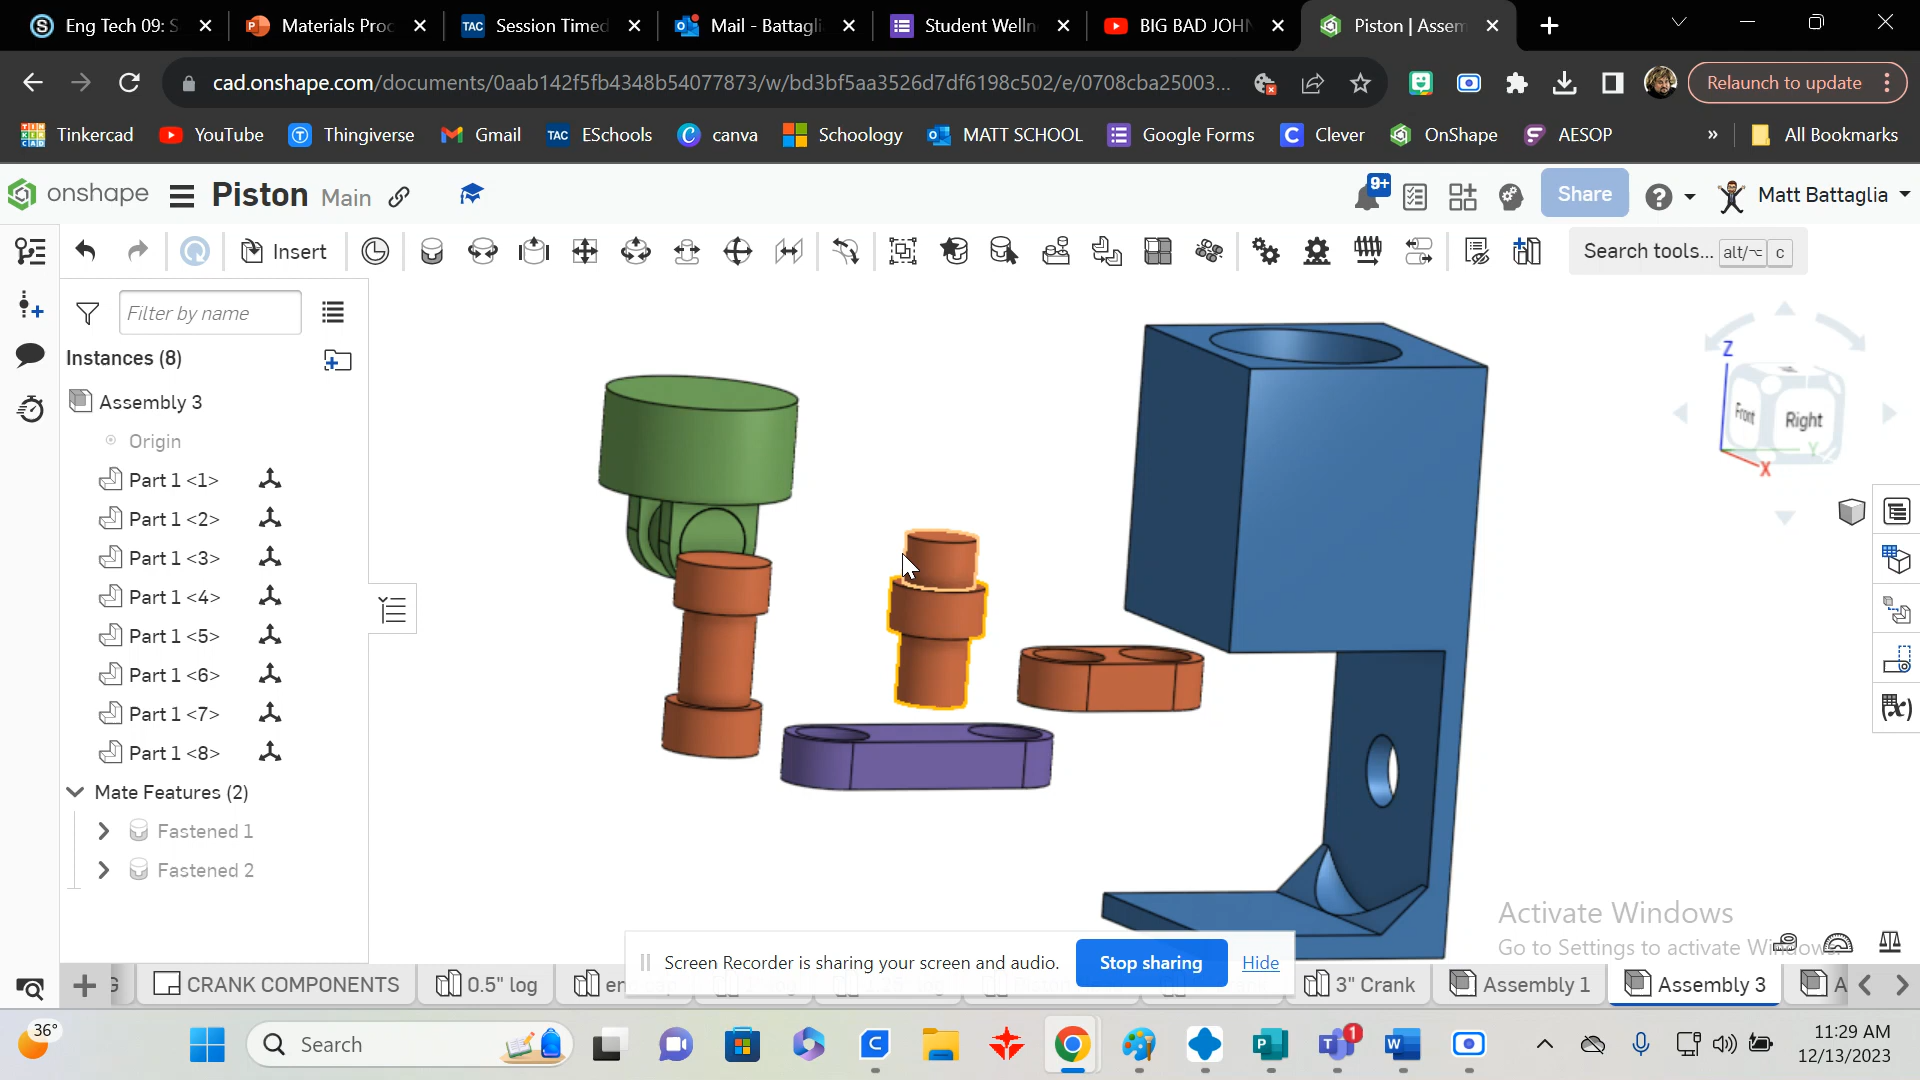 Eng Tech 09: S
Materials Proc
Session Timed
Mail - Battagli
Student Welln
BIG BAD JOHN
Piston | Assem
cad.onshape.com/documents/0aab142f5fb4348b54077873/w/bd3bf5aa3526d7df6198c502/e/0708cba25003...
Relaunch to update
Tinkercad
YouTube
Thingiverse
Gmail
TAC ESchools
canva
Schoology
MATT SCHOOL
Google Forms
Clever
OnShape
AESOP
»
All Bookmarks
onshape
Piston Main
9+
Share
Matt Battaglia
Insert
Search tools... alt/⌥ c
Filter by name
Instances (8)
Assembly 3
Origin
Part 1 <1>
Part 1 <2>
Part 1 <3>
Part 1 <4>
Part 1 <5>
Part 1 <6>
Part 1 <7>
Part 1 <8>
Mate Features (2)
Fastened 1
Fastened 2
Z
Front
Right
Y
X
Activate Windows
Go to Settings to activate Windows.
Screen Recorder is sharing your screen and audio.
Stop sharing
Hide
CRANK COMPONENTS
0.5" log
3" Crank
Assembly 1
Assembly 3
A
36°
Search
1
11:29 AM
12/13/2023